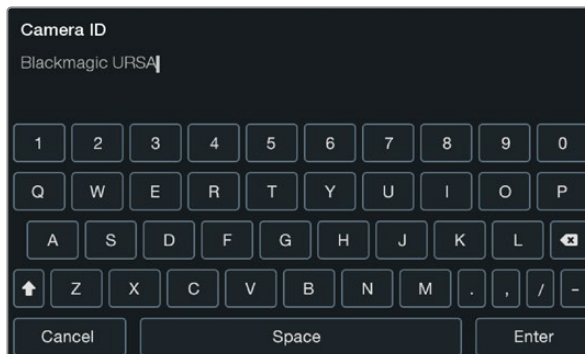 Camera ID
Blackmagic URSA
1 2 3 4 5 6 7 8 9 0
Q W E R T Y U I O P
A S D F G H J K L
Z X C V B N M . , / -
Cancel Space Enter